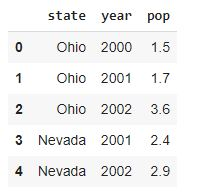 state year pop
0 Ohio 2000 1.5
1 Ohio 2001 1.7
2 Ohio 2002 3.6
3 Nevada 2001 2.4
4 Nevada 2002 2.9